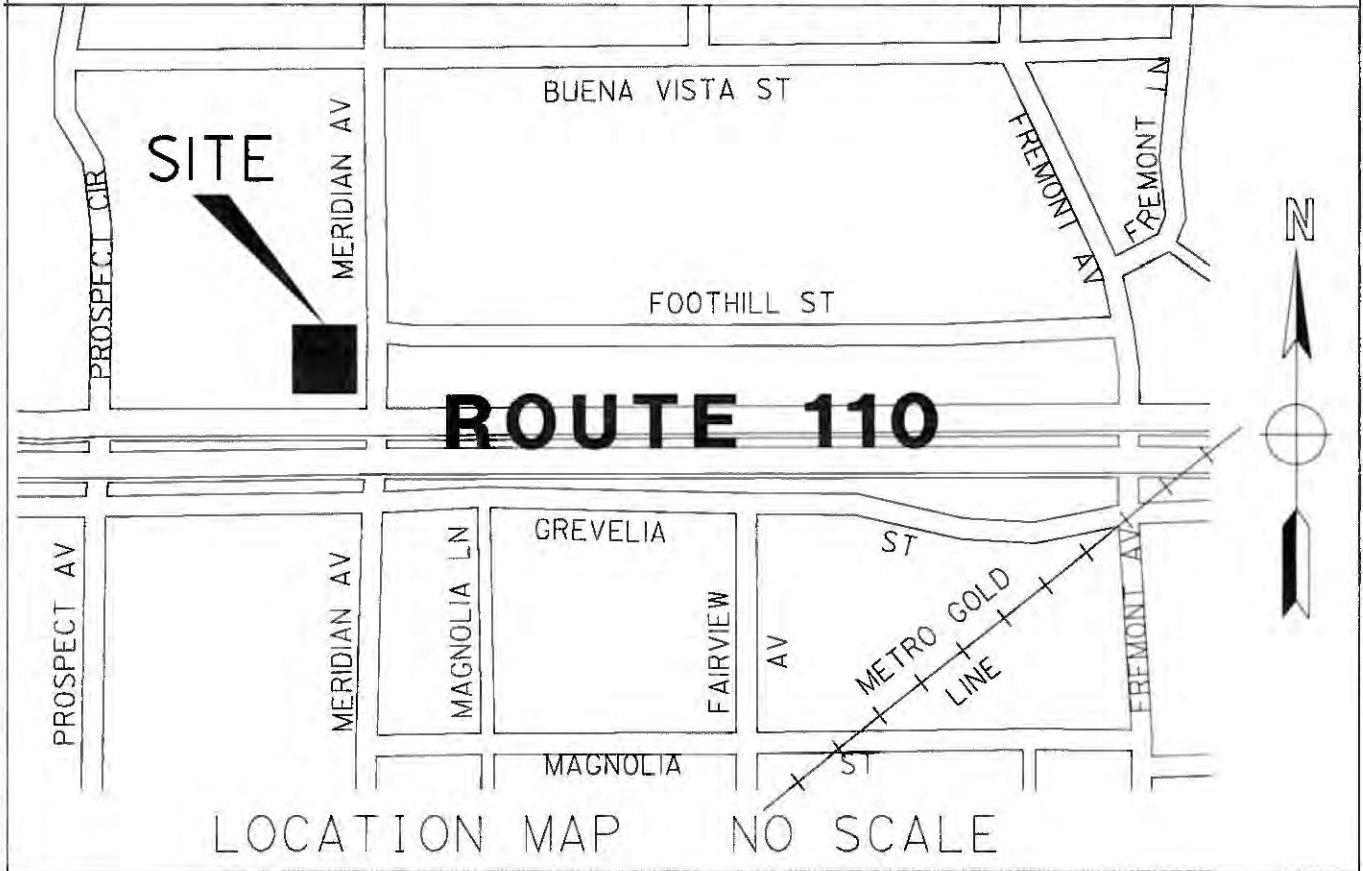 BUENA VISTA ST
SITE
MERIDIAN AV
PROSPECT CIR
FREMONT AV
FREMONT LN
N
FOOTHILL ST
ROUTE 110
GREVELIA
ST
PROSPECT AV
MERIDIAN AV
MAGNOLIA LN
FAIRVIEW
AV
METRO GOLD
LINE
FREMONT AV
MAGNOLIA
ST
LOCATION MAP NO SCALE